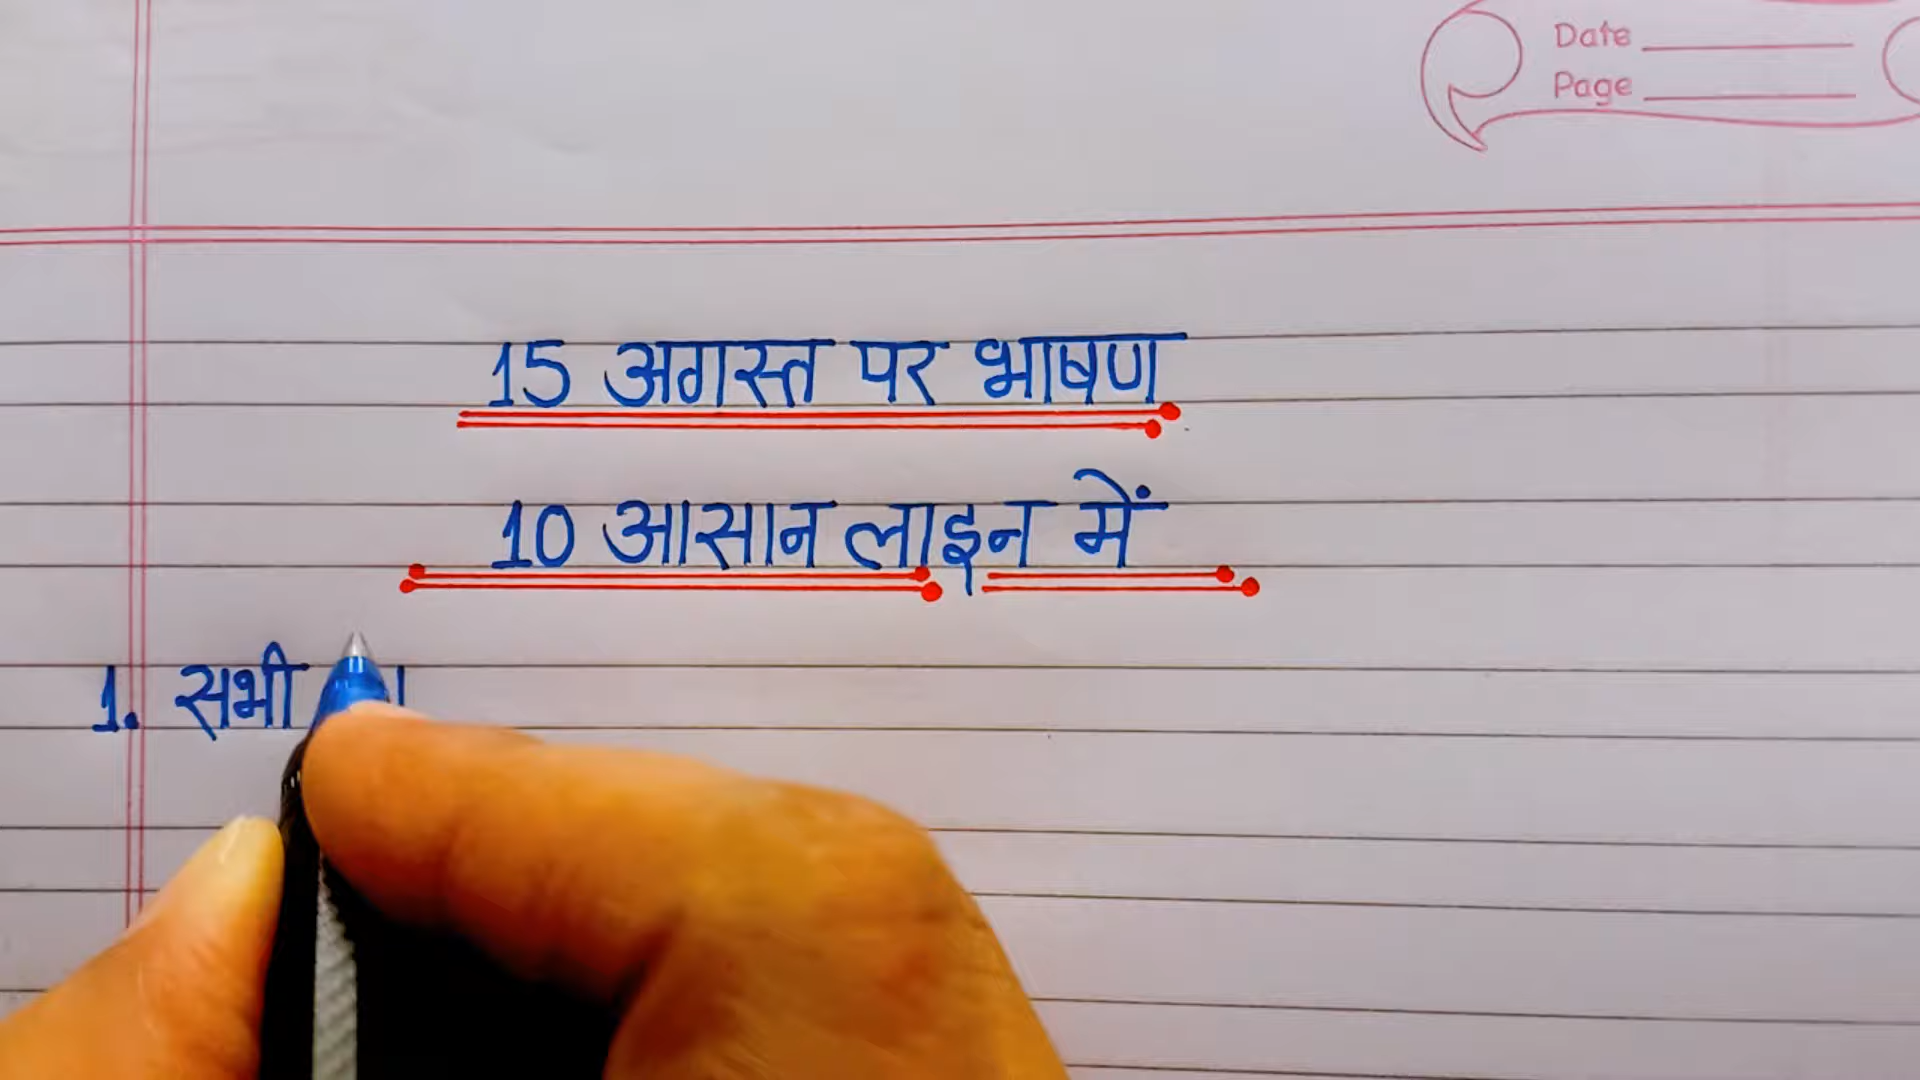 Date
Page
15 अगस्त पर भाषण
10 आसान लाइन में
1. सभी